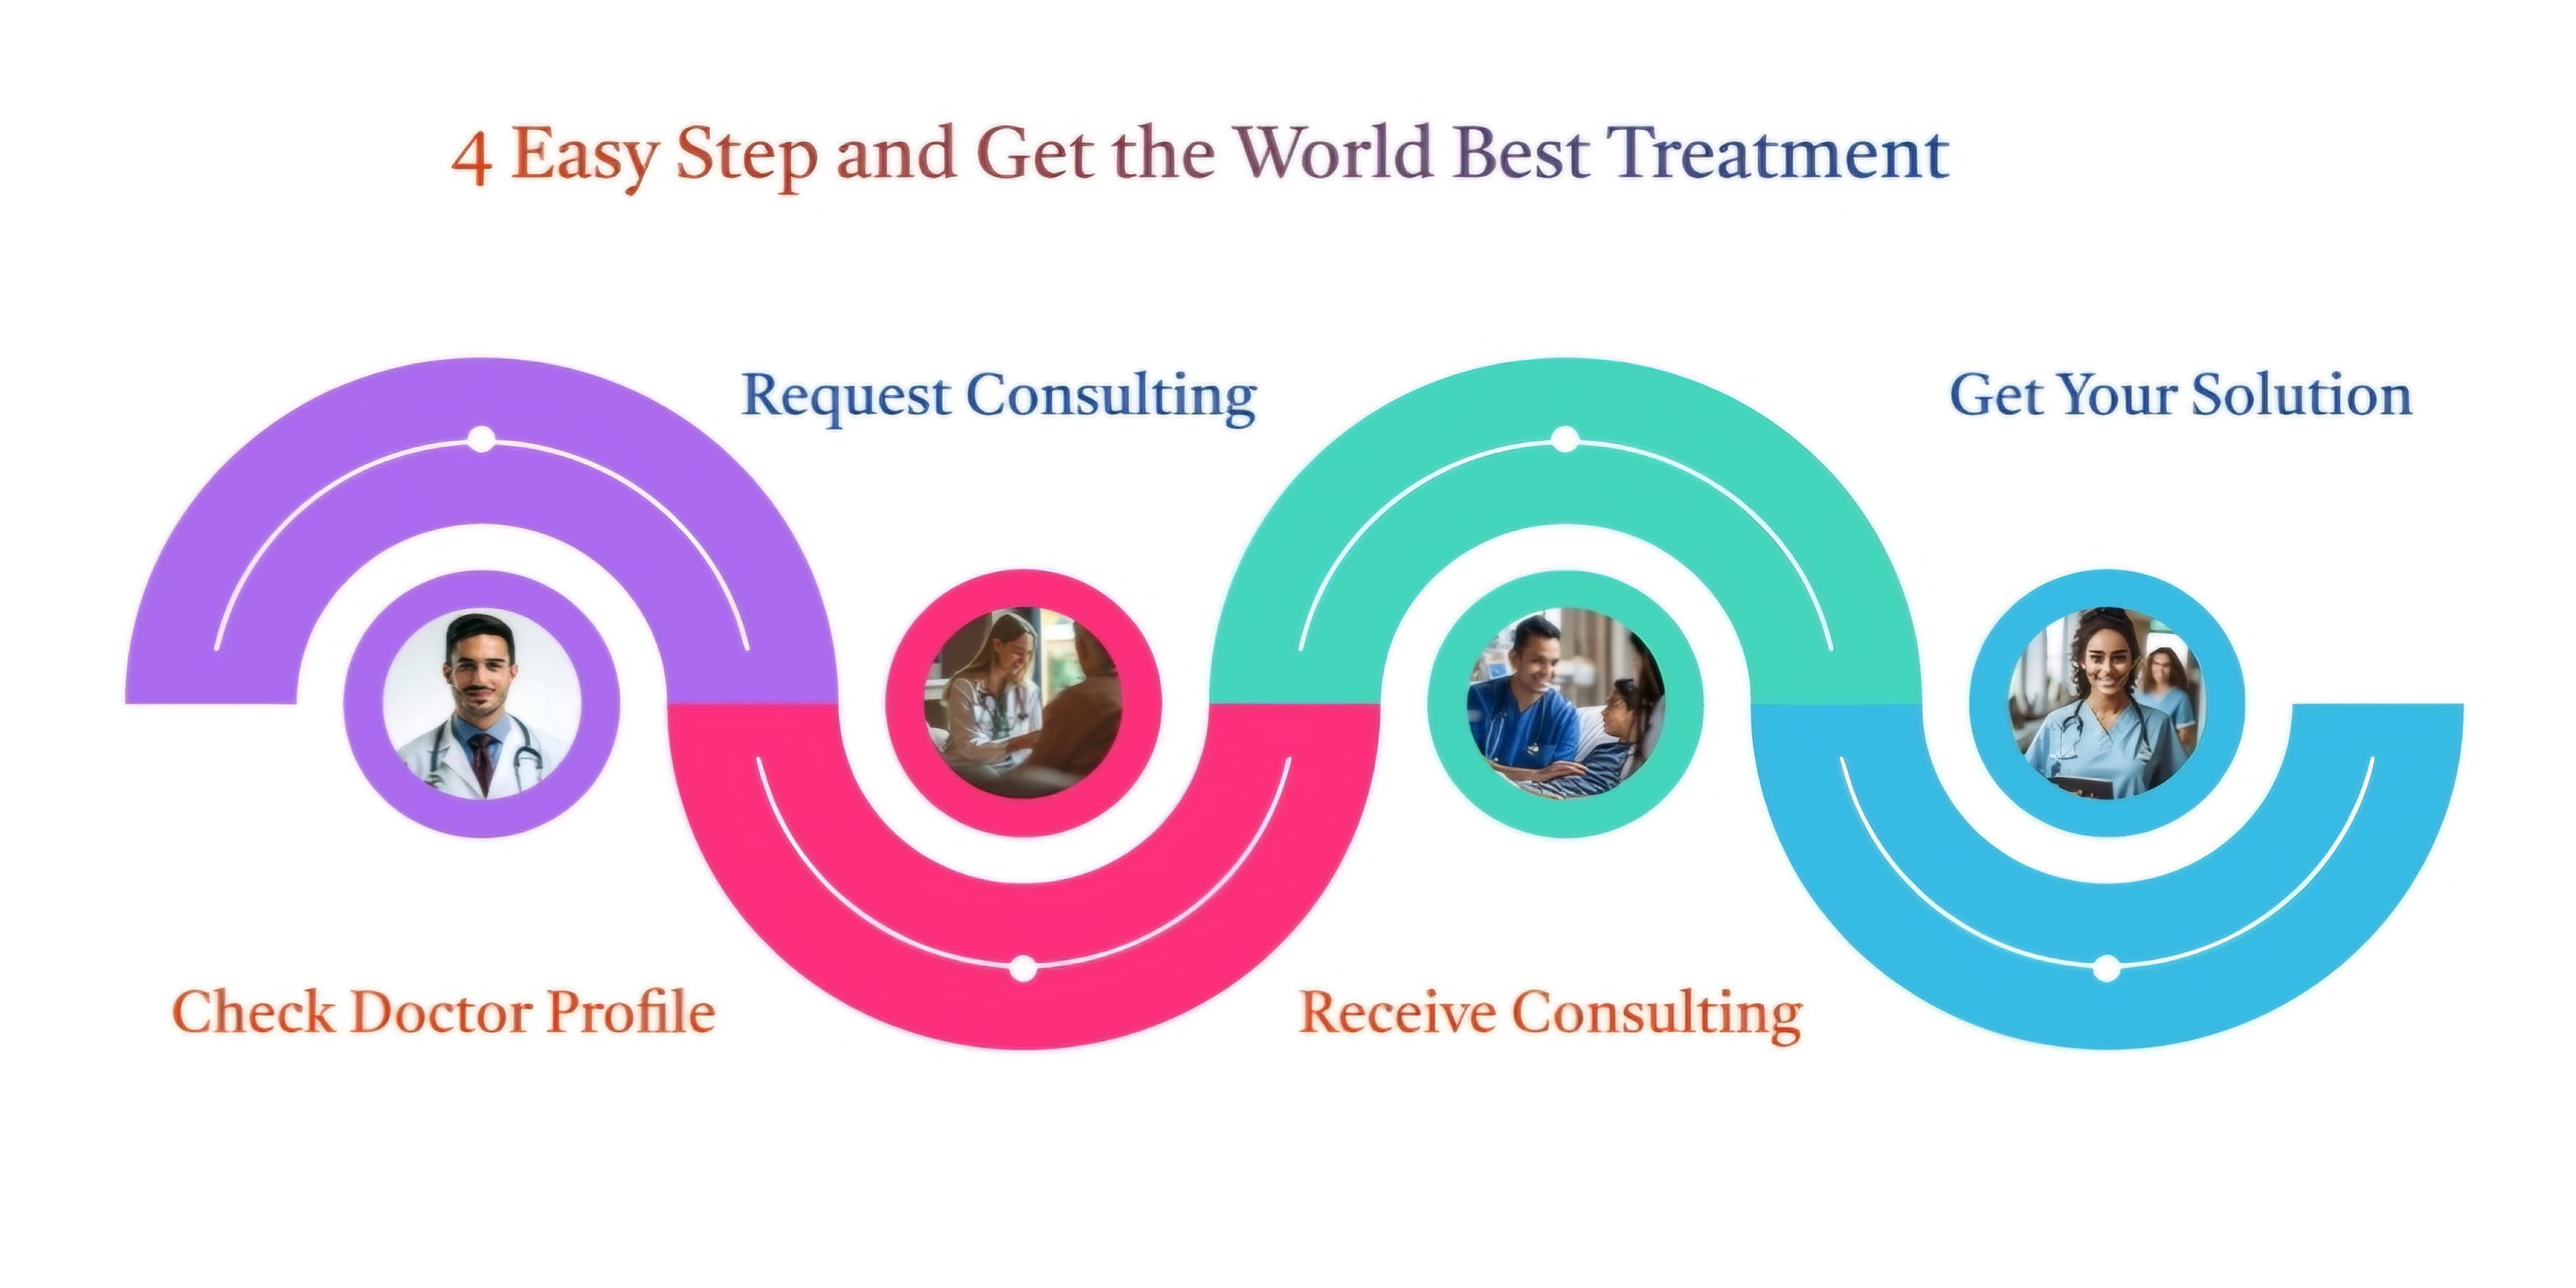 4 Easy Step and Get the World Best Treatment
Request Consulting
Get Your Solution
Check Doctor Profile
Receive Consulting